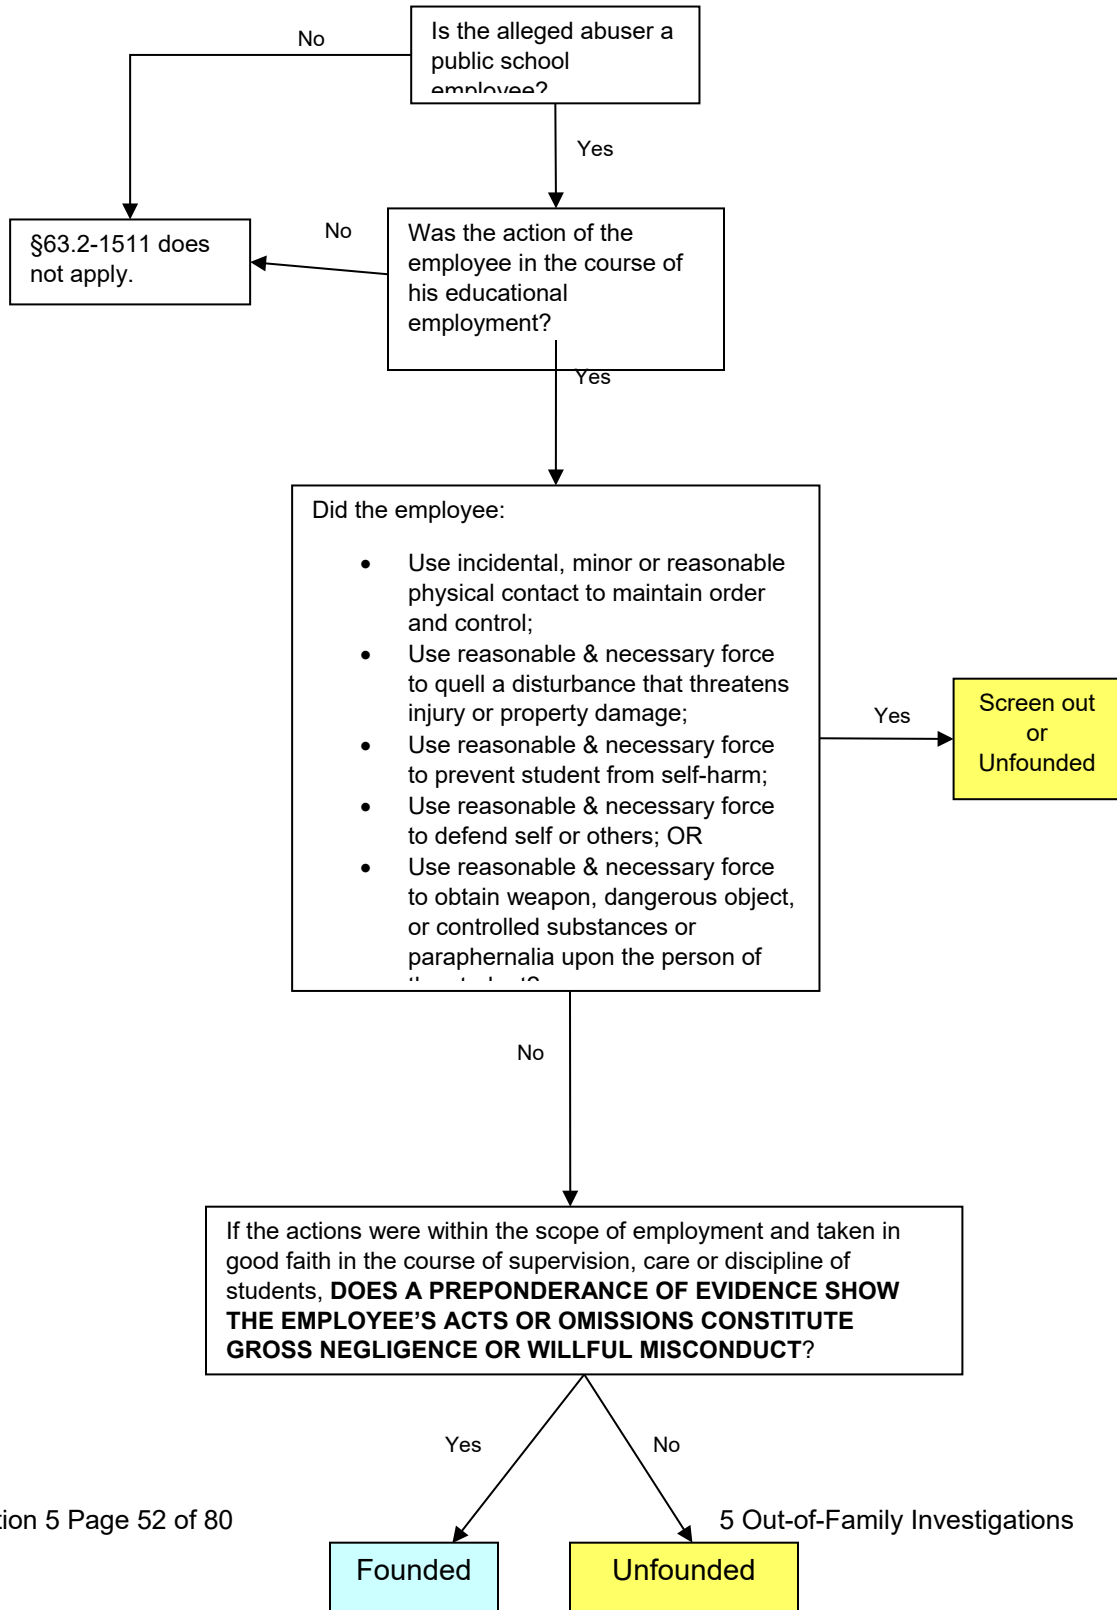 Is the alleged abuser a
public school
employee?
No
Yes
§63.2-1511 does
not apply.
No
Was the action of the
employee in the course of
his educational
employment?
Yes
Did the employee:
• Use incidental, minor or reasonable
physical contact to maintain order
and control;
• Use reasonable & necessary force
to quell a disturbance that threatens
injury or property damage;
• Use reasonable & necessary force
to prevent student from self-harm;
• Use reasonable & necessary force
to defend self or others; OR
• Use reasonable & necessary force
to obtain weapon, dangerous object,
or controlled substances or
paraphernalia upon the person of
Yes
Screen out
or
Unfounded
No
If the actions were within the scope of employment and taken in
good faith in the course of supervision, care or discipline of
students, DOES A PREPONDERANCE OF EVIDENCE SHOW
THE EMPLOYEE’S ACTS OR OMISSIONS CONSTITUTE
GROSS NEGLIGENCE OR WILLFUL MISCONDUCT?
Yes
No
tion 5 Page 52 of 80
5 Out-of-Family Investigations
Founded
Unfounded